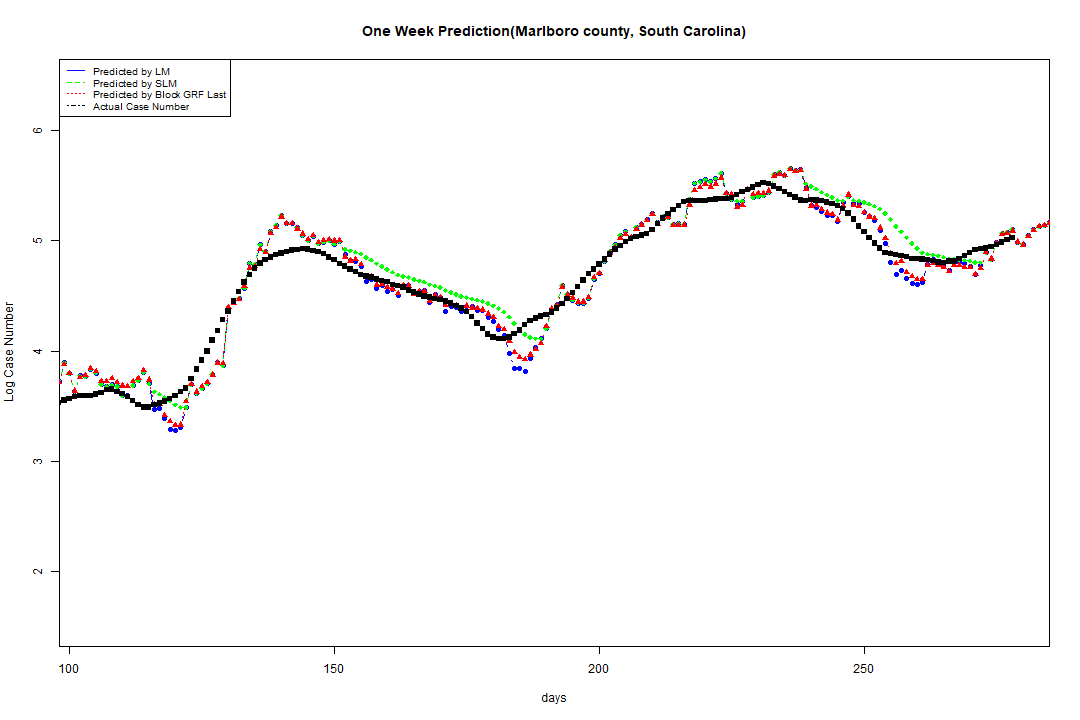 One Week Prediction(Marlboro county, South Carolina)
Predicted by LM
Predicted by SLM
Predicted by Block GRF Last
Actual Case Number
6
5
4
3
2
Log Case Number
100 150 200 250
days